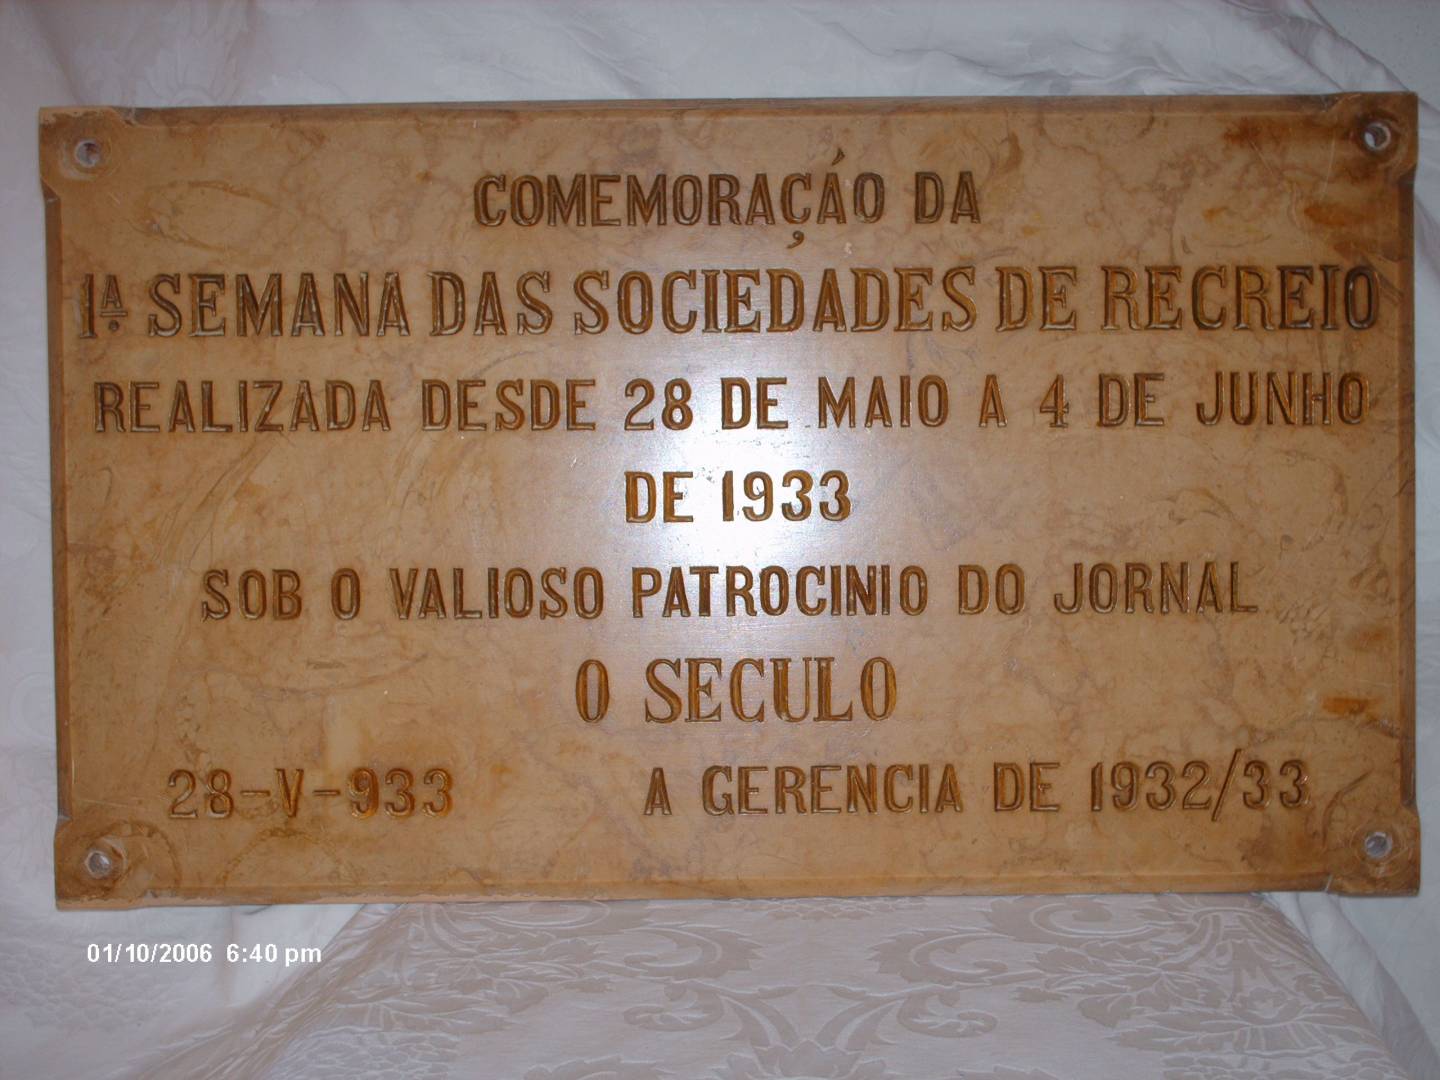 COMEMORAÇÁO DA
1ª SEMANA DAS SOCIEDADES DE RECREIO
REALIZADA DESDE 28 DE MAIO A 4 DE JUNHO
DE 1933
SOB O VALIOSO PATROCINIO DO JORNAL
O SECULO
28-V-933 A GERENCIA DE 1932/33
01/10/2006 6:40 pm